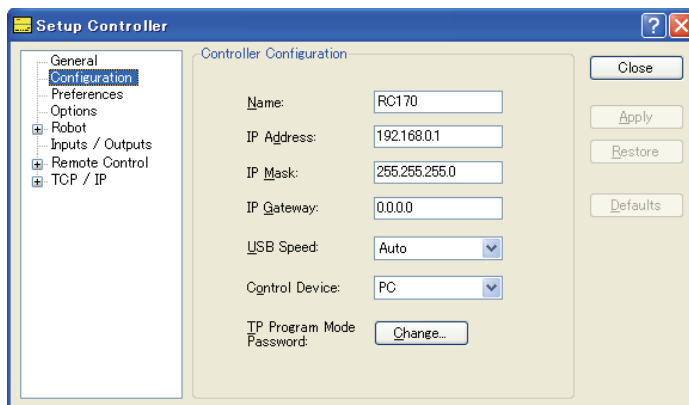 Setup Controller
General
Configuration
Preferences
Options
Robot
Inputs / Outputs
Remote Control
TCP / IP
Controller Configuration
Name: RC170
IP Address: 192.168.0.1
IP Mask: 255.255.255.0
IP Gateway: 0.0.0.0
USB Speed: Auto
Control Device: PC
TP Program Mode
Password: Change...
Close
Apply
Restore
Defaults